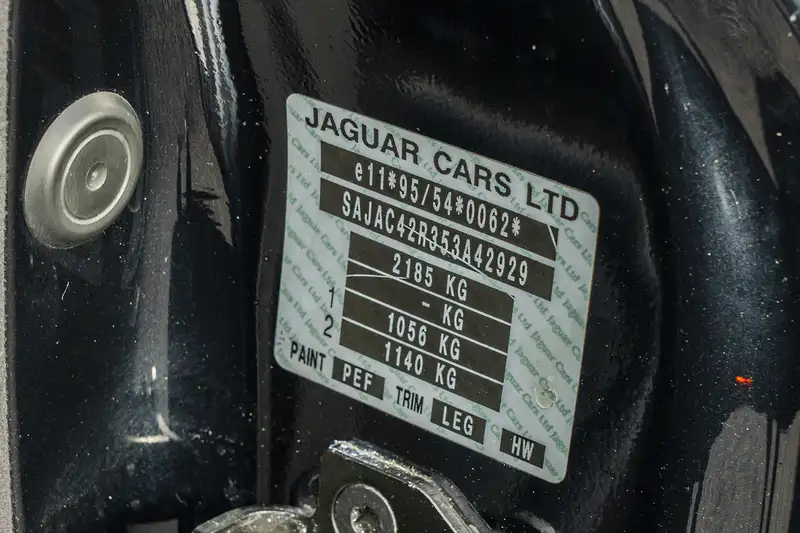 JAGUAR CARS LTD
e11*95/54*0062*
SAJAC42R353A42929
2185 KG
- KG
1 1056 KG
2 1140 KG
PAINT PEF TRIM LEG HW